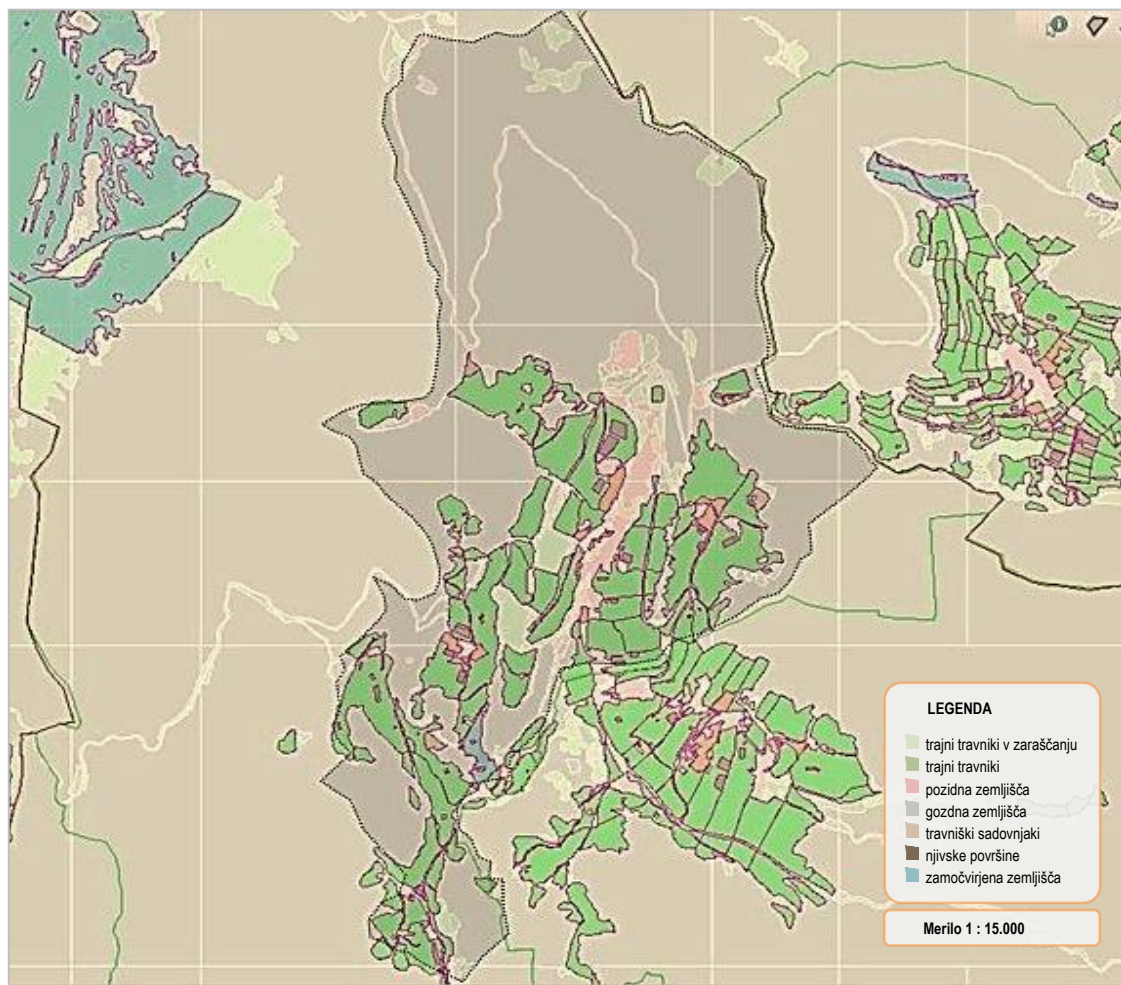 LEGENDA
trajni travniki v zaraščanju
trajni travniki
pozidna zemljišča
gozdna zemljišča
travniški sadovnjaki
njivske površine
zamočvirjena zemljišča
Merilo 1 : 15.000